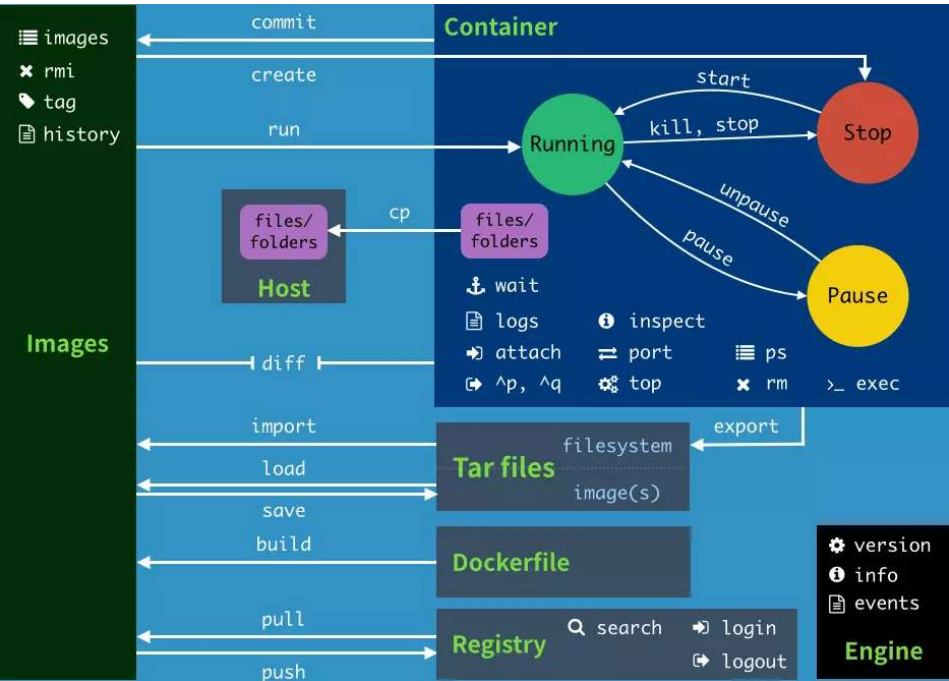 commit
Container
images
create
rmi
tag
history
run
start
kill, stop
Running
Stop
unpause
pause
Pause
files/
folders
cp
files/
folders
Host
wait
logs
inspect
attach
port
ps
^p, ^q
top
rm
>_ exec
Images
diff
import
export
filesystem
load
Tar files
image(s)
save
build
Dockerfile
version
info
events
Engine
pull
search
login
Registry
logout
push